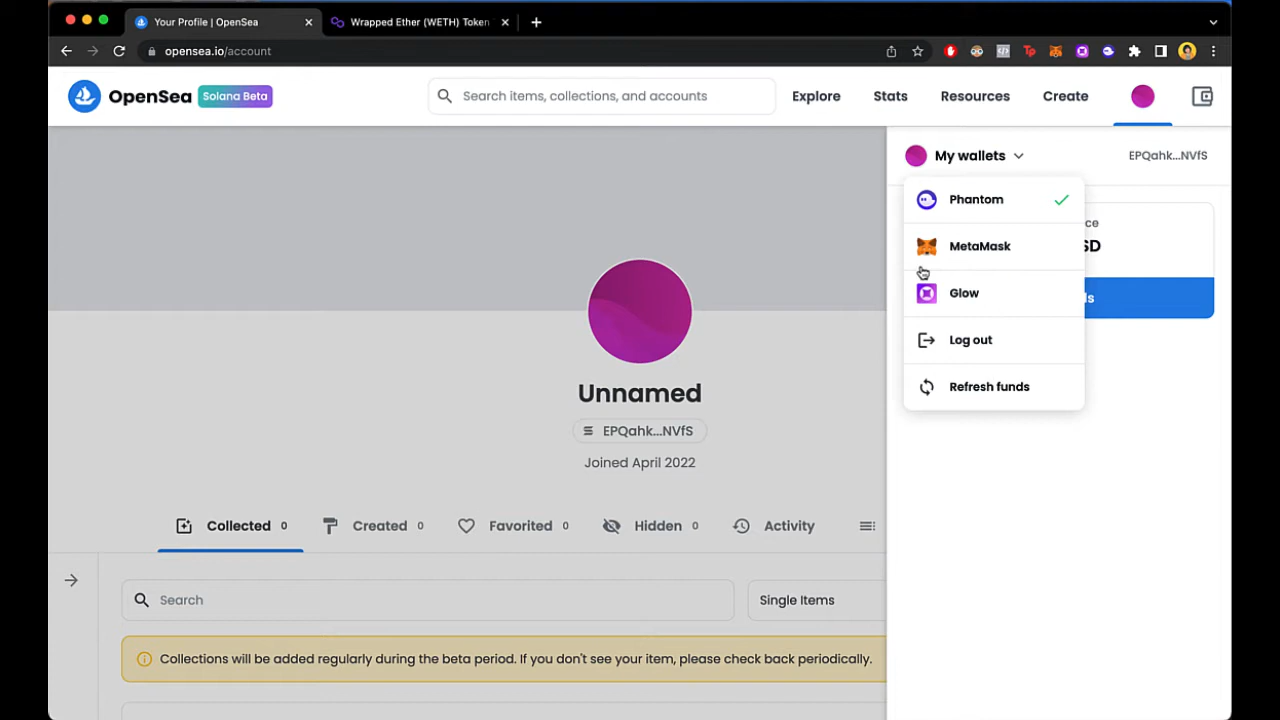 Your Profile | OpenSea
Wrapped Ether (WETH) Token
opensea.io/account
OpenSea
Solana Beta
Search items, collections, and accounts
Explore
Stats
Resources
Create
My wallets
EPQahk...NVfS
Phantom
MetaMask
Glow
Log out
Refresh funds
ce
SD
ls
Unnamed
EPQahk...NVfS
Joined April 2022
Collected 0
Created 0
Favorited 0
Hidden 0
Activity
Search
Single Items
Collections will be added regularly during the beta period. If you don't see your item, please check back periodically.